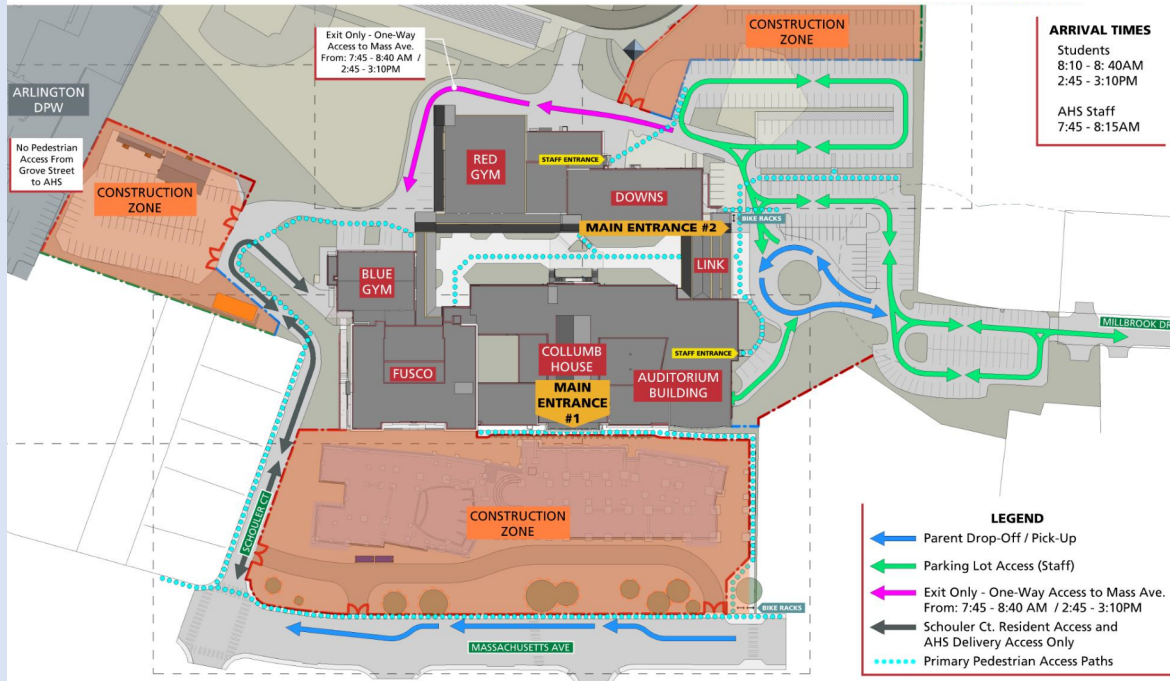 Exit Only - One-Way
Access to Mass Ave.
From: 7:45 - 8:40 AM /
2:45 - 3:10PM
CONSTRUCTION
ZONE
ARRIVAL TIMES
Students
8:10 - 8: 40AM
2:45 - 3:10PM
AHS Staff
7:45 - 8:15AM
ARLINGTON
DPW
No Pedestrian
Access From
Grove Street
to AHS
CONSTRUCTION
ZONE
RED
GYM
STAFF ENTRANCE
DOWNS
BIKE RACKS
MAIN ENTRANCE #2
LINK
BLUE
GYM
MILLBROOK DR
STAFF ENTRANCE
COLLUMB
HOUSE
FUSCO
AUDITORIUM
BUILDING
MAIN
ENTRANCE
#1
SCHOULER CT
CONSTRUCTION
ZONE
BIKE RACKS
MASSACHUSETTS AVE
LEGEND
Parent Drop-Off / Pick-Up
Parking Lot Access (Staff)
Exit Only - One-Way Access to Mass Ave.
From: 7:45 - 8:40 AM / 2:45 - 3:10PM
Schouler Ct. Resident Access and
AHS Delivery Access Only
Primary Pedestrian Access Paths